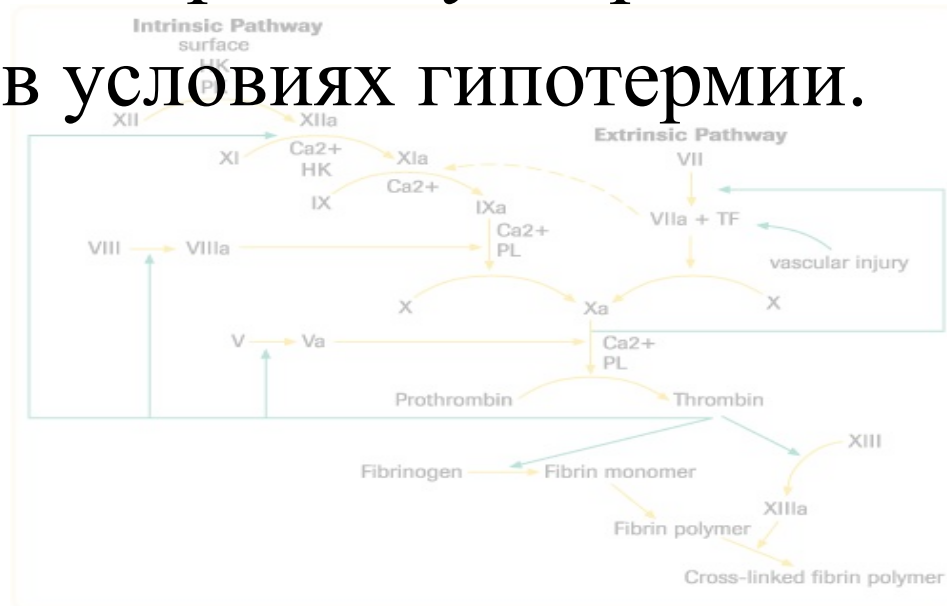 Intrinsic Pathway
surface
HK
PL
в условиях гипотермии.
XII
XIIa
Extrinsic Pathway
XI
Ca2+
HK
XIa
VII
IX
Ca2+
IXa
VIIa + TF
VIII
VIIIa
Ca2+
PL
vascular injury
X
Xa
X
V
Va
Ca2+
PL
Prothrombin
Thrombin
XIII
Fibrinogen
Fibrin monomer
XIIIa
Fibrin polymer
Cross-linked fibrin polymer